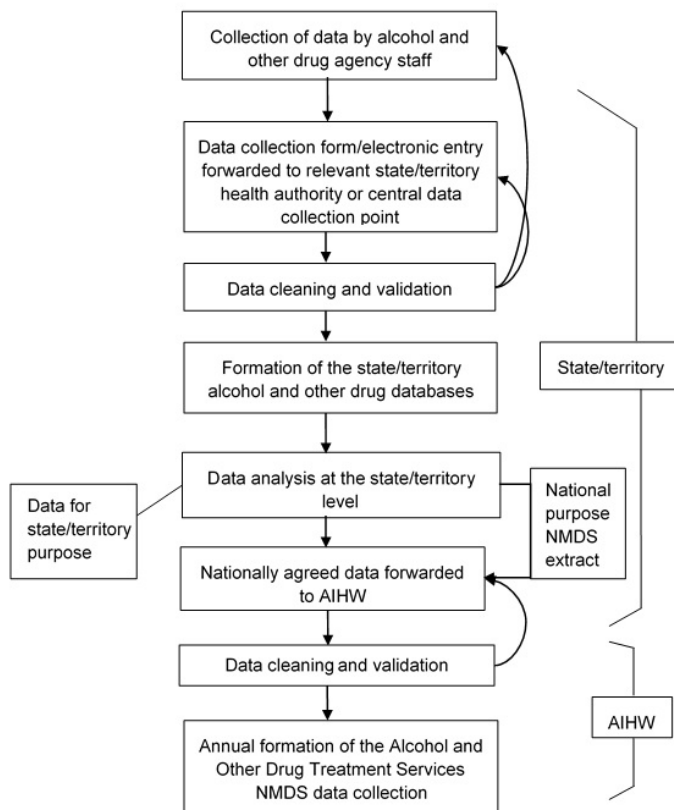 Collection of data by alcohol and
other drug agency staff
Data collection form/electronic entry
forwarded to relevant state/territory
health authority or central data
collection point
Data cleaning and validation
Formation of the state/territory
alcohol and other drug databases
State/territory
Data analysis at the state/territory
level
Data for
state/territory
purpose
National
purpose
NMDS
extract
Nationally agreed data forwarded
to AIHW
Data cleaning and validation
AIHW
Annual formation of the Alcohol and
Other Drug Treatment Services
NMDS data collection